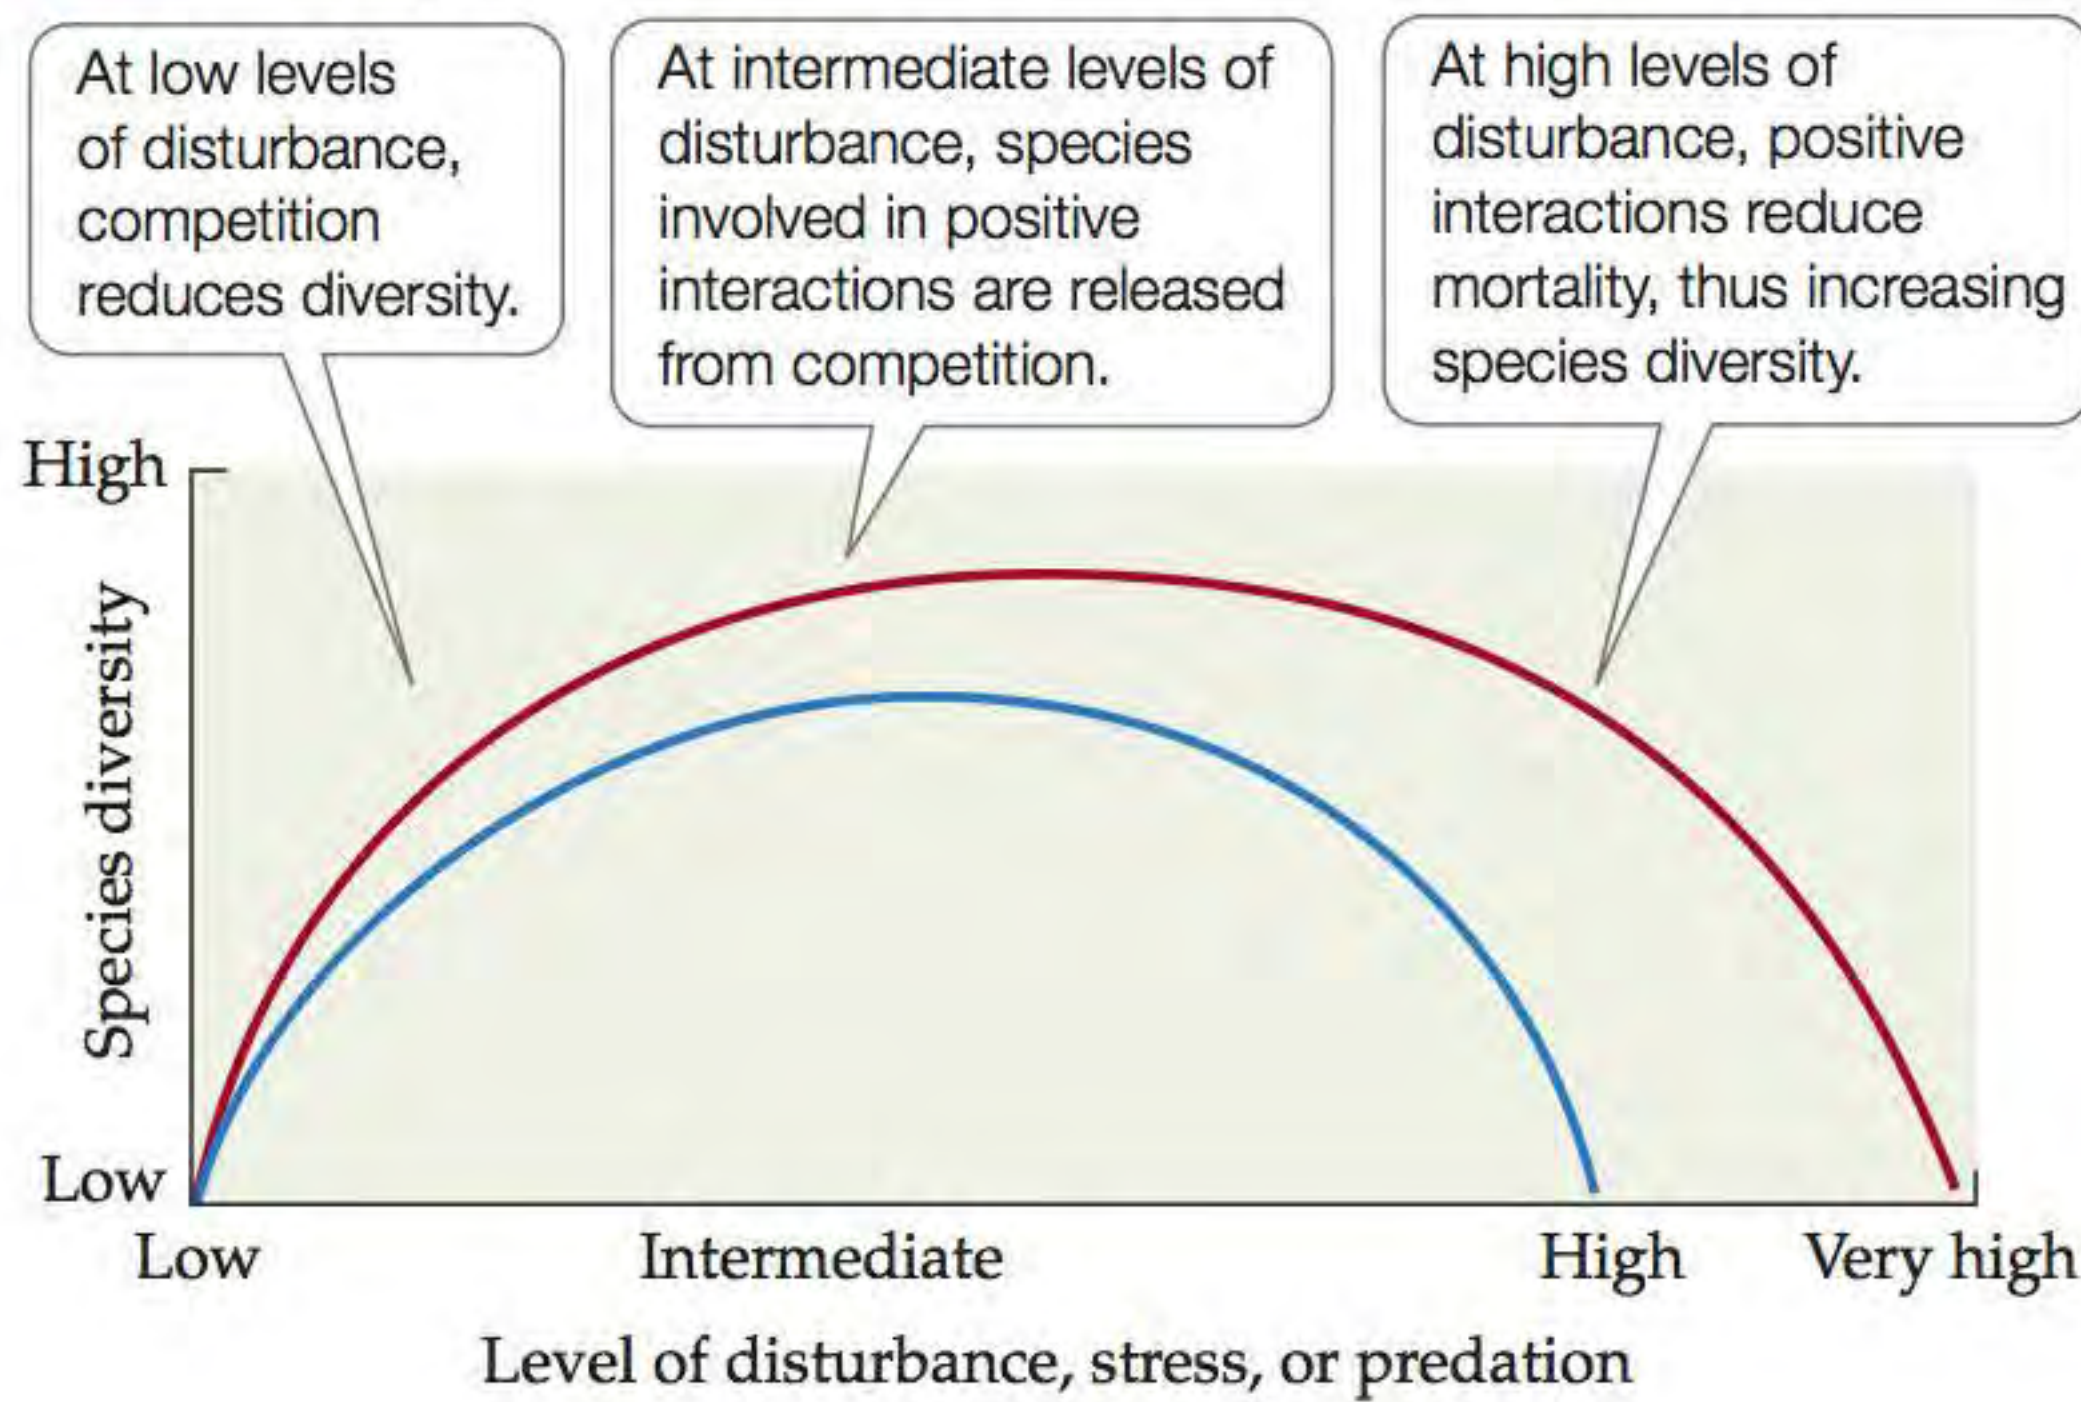 At low levels
of disturbance,
competition
reduces diversity.
At intermediate levels of
disturbance, species
involved in positive
interactions are released
from competition.
At high levels of
disturbance, positive
interactions reduce
mortality, thus increasing
species diversity.
High
Species diversity
Low
Low
Intermediate
High
Very high
Level of disturbance, stress, or predation